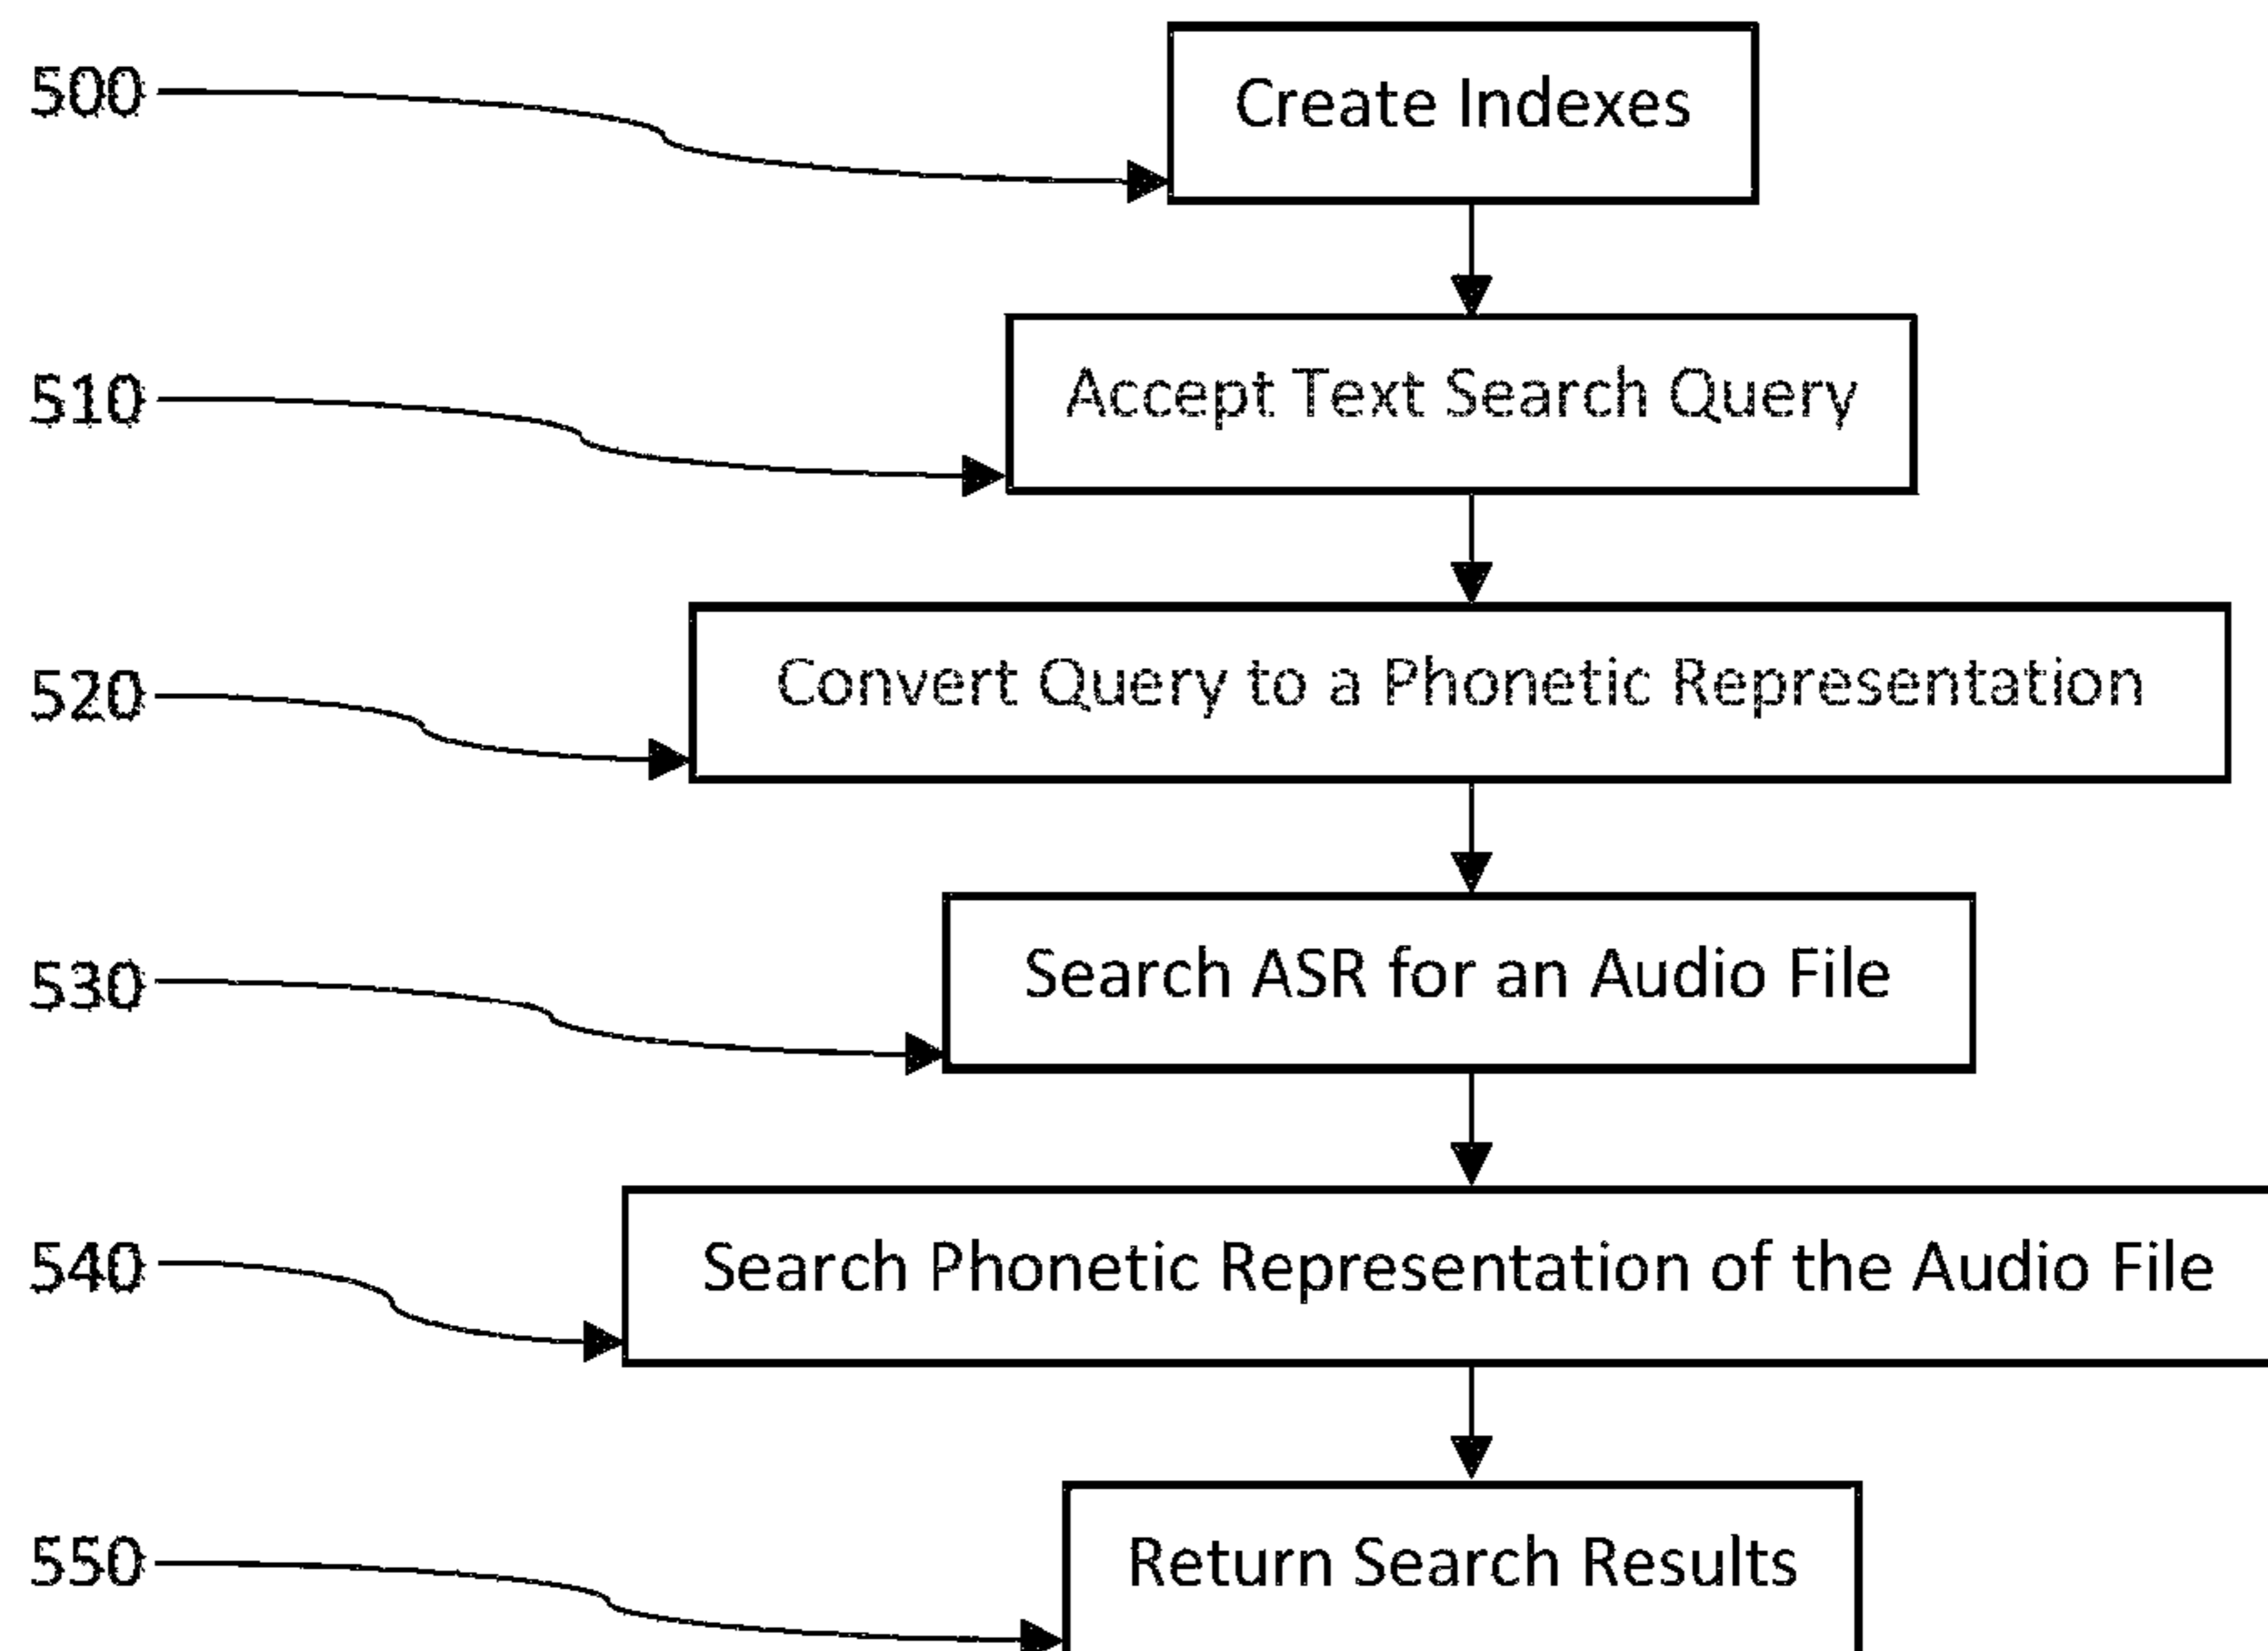 500 Create Indexes
510 Accept Text Search Query
520 Convert Query to a Phonetic Representation
530 Search ASR for an Audio File
540 Search Phonetic Representation of the Audio File
550 Return Search Results